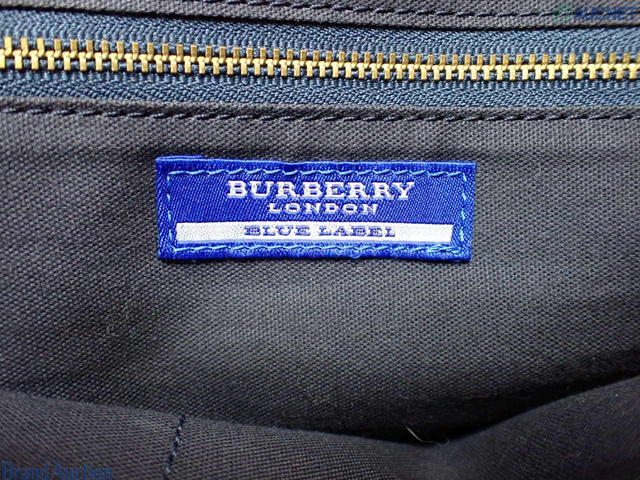 BURBERRY
LONDON
BLUE LABEL
Brand Auction